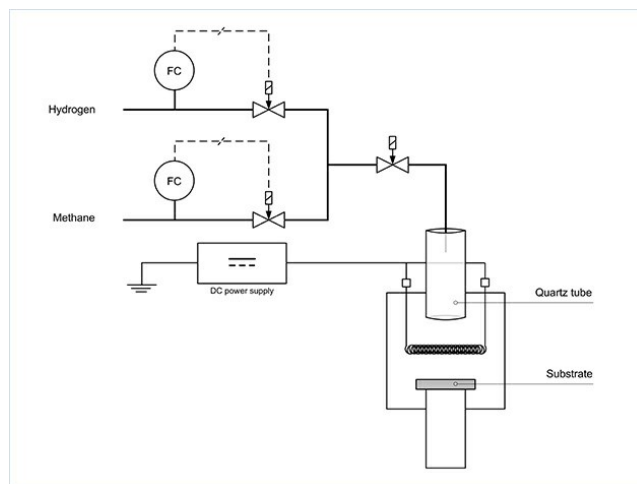 FC
Hydrogen
FC
Methane
DC power supply
Quartz tube
Substrate